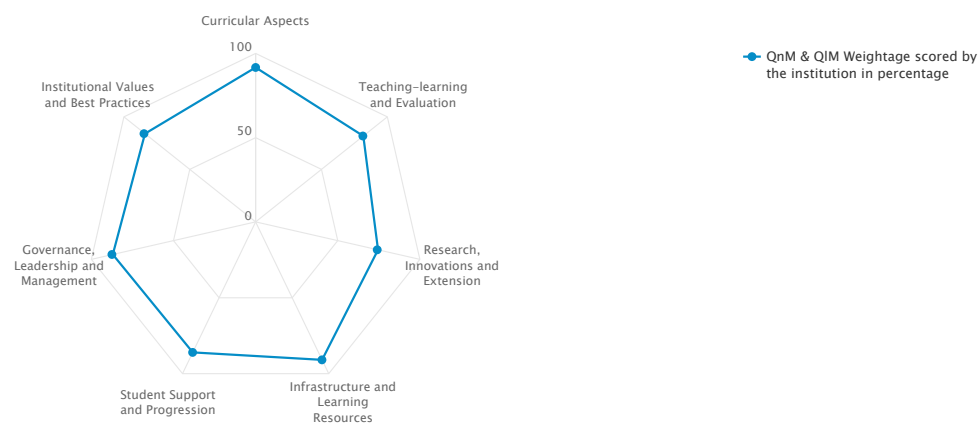 Curricular Aspects
100
QnM & QlM Weightage scored by
the institution in percentage
Institutional Values
and Best Practices
Teaching-learning
and Evaluation
50
0
Governance,
Leadership and
Management
Research,
Innovations and
Extension
Student Support
and Progression
Infrastructure and
Learning
Resources